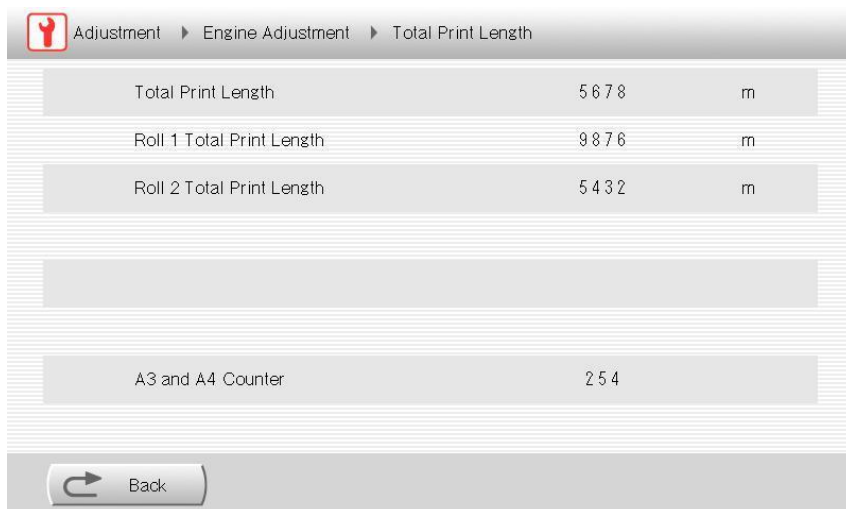 Adjustment ▶ Engine Adjustment ▶ Total Print Length
Total Print Length 5678 m
Roll 1 Total Print Length 9876 m
Roll 2 Total Print Length 5432 m
A3 and A4 Counter 254
Back